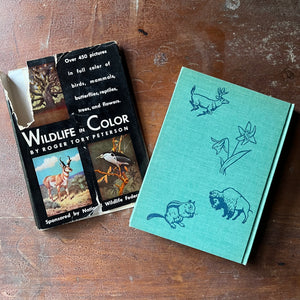 Over 450 pictures
in full color of
birds, mammals,
butterflies, reptiles,
trees, and flowers.
WILDLIFE IN COLOR
BY ROGER TORY PETERSON
Sponsored by National Wildlife Feder